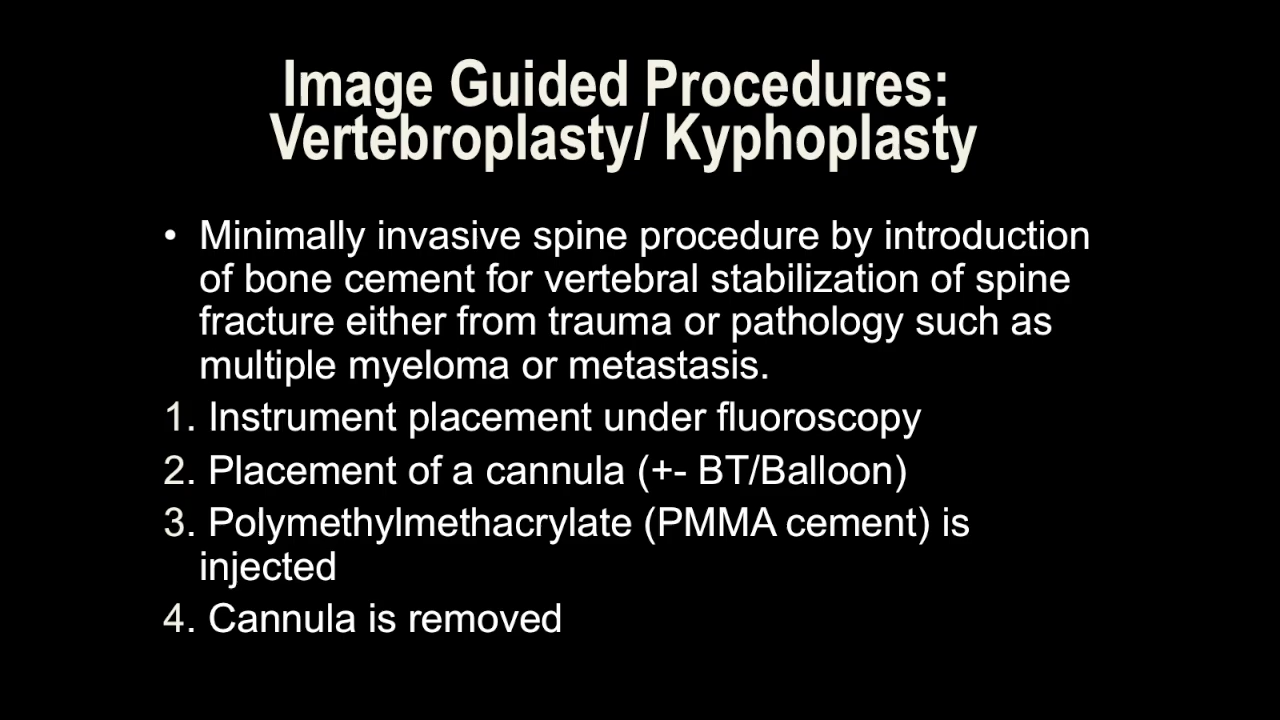 Image Guided Procedures:
Vertebroplasty/ Kyphoplasty
• Minimally invasive spine procedure by introduction
of bone cement for vertebral stabilization of spine
fracture either from trauma or pathology such as
multiple myeloma or metastasis.
1. Instrument placement under fluoroscopy
2. Placement of a cannula (+- BT/Balloon)
3. Polymethylmethacrylate (PMMA cement) is
injected
4. Cannula is removed